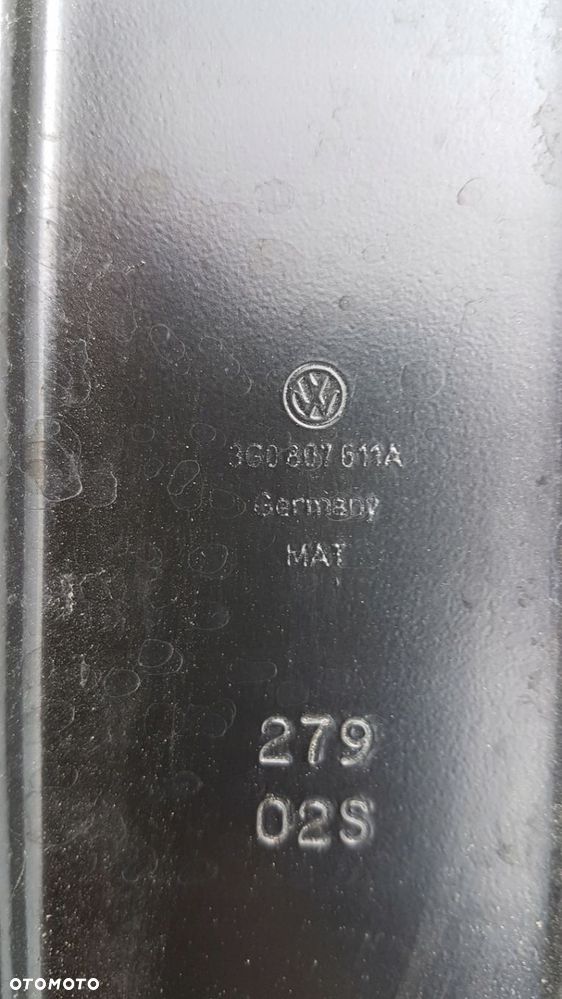 3G0 807 611A
Germany
MAT
279
02S
OTOMOTO